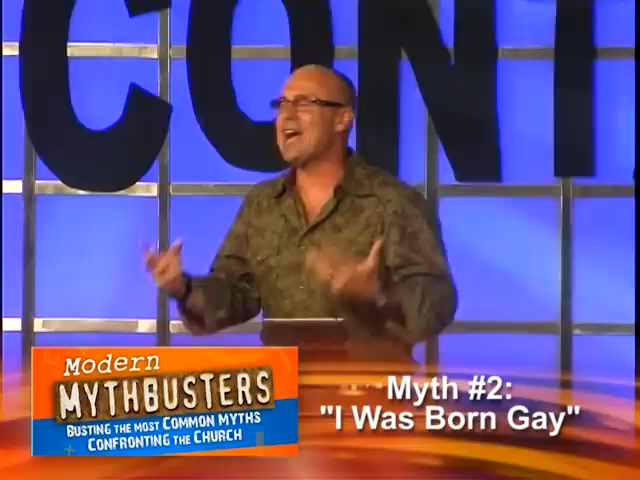 CONT
Modern
MYTHBUSTERS
BUSTING THE MOST COMMON MYTHS
CONFRONTING THE CHURCH
Myth #2:
"I Was Born Gay"